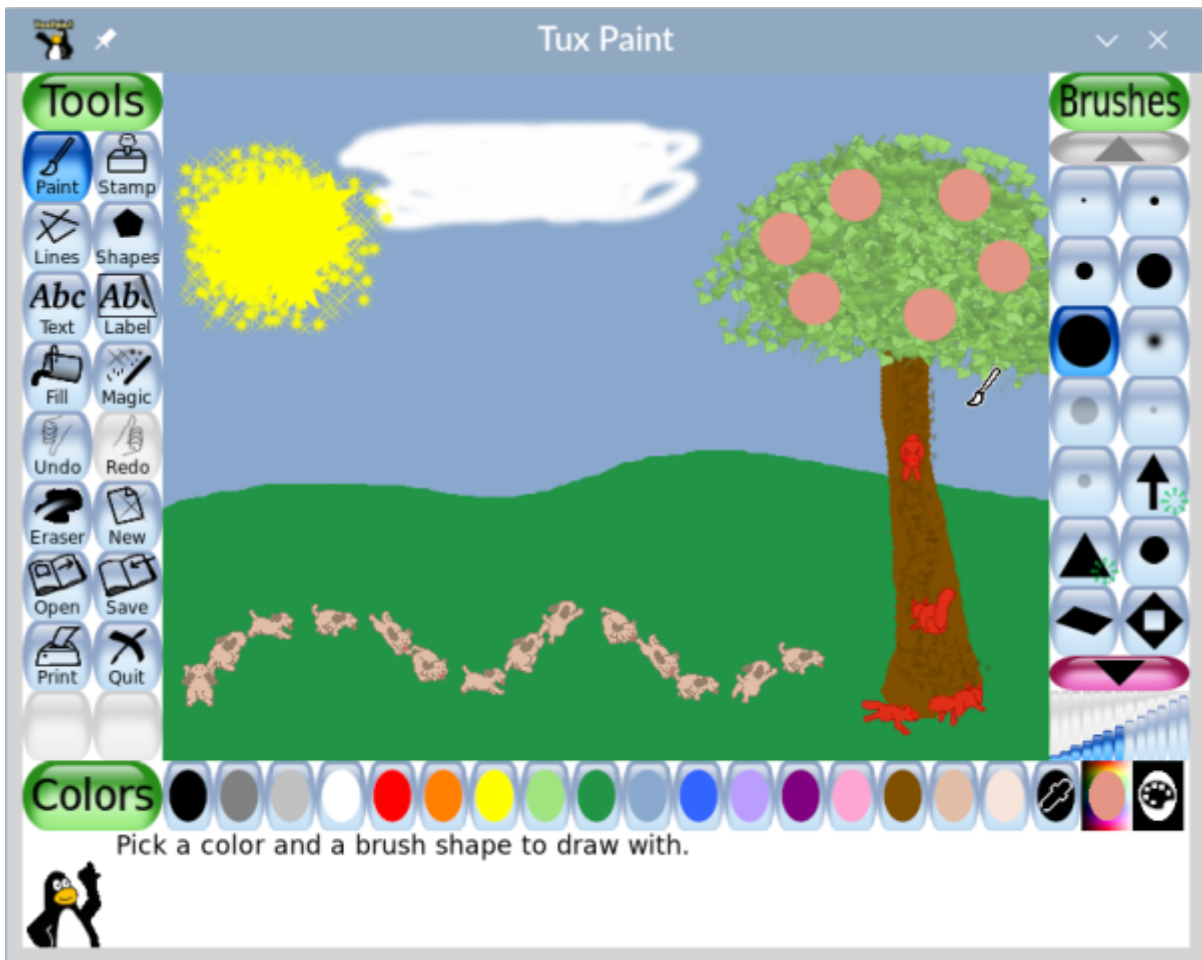 Tux Paint
Tools
Brushes
Paint Stamp
Lines Shapes
Abc Abc
Text Label
Fill Magic
Undo Redo
Eraser New
Open Save
Print Quit
Colors
Pick a color and a brush shape to draw with.